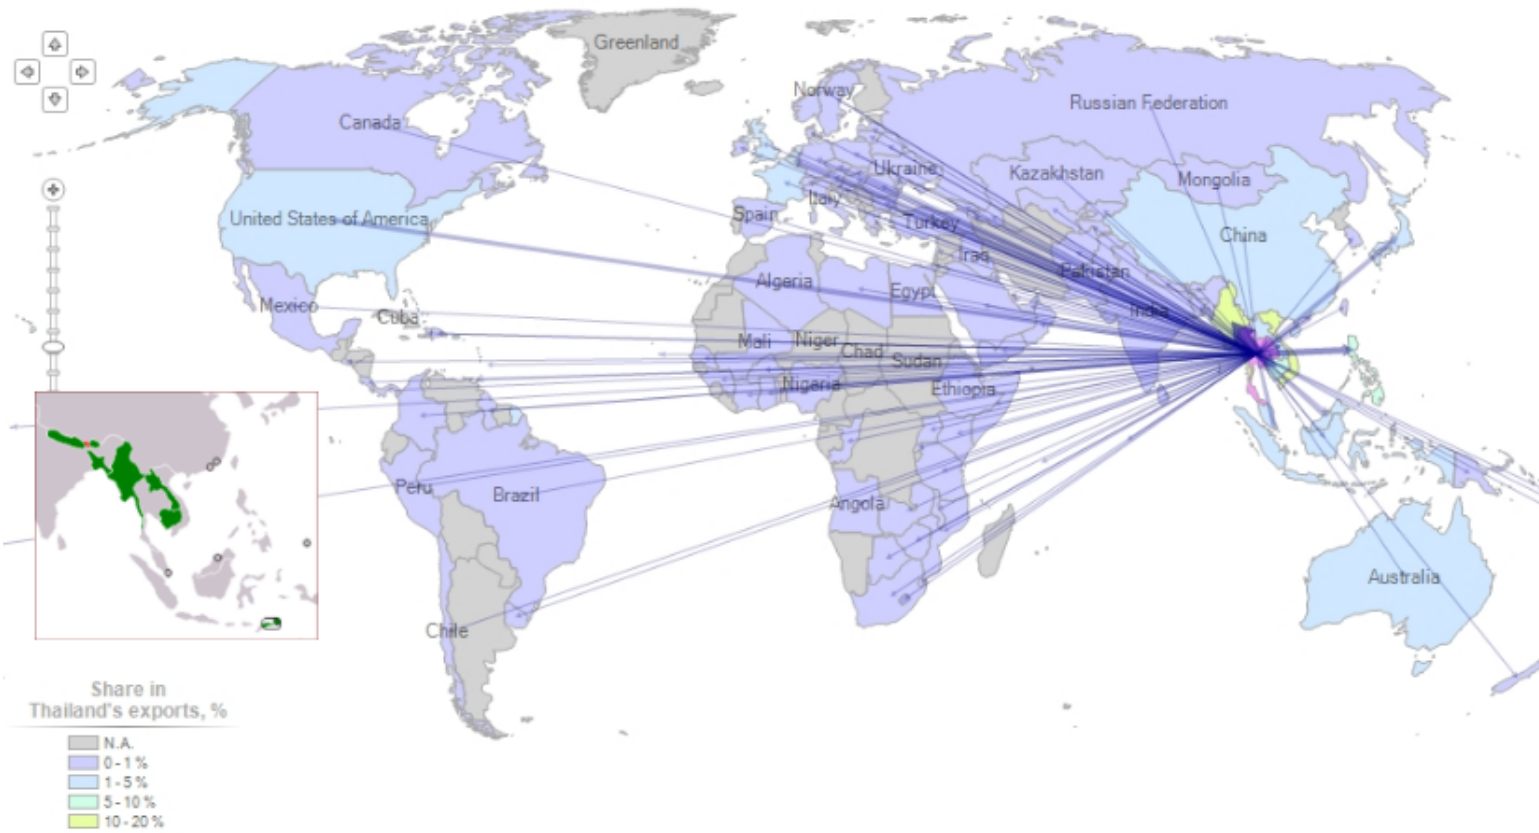 Greenland
Norway
Russian Federation
Canada
Ukraine
Kazakhstan
Mongolia
Italy
United States of America
Spain
Turkey
China
Iraq
Pakistan
Algeria
Egypt
Mexico
India
Cuba
Mali
Niger
Chad
Sudan
Nigeria
Ethiopia
Peru
Brazil
Angola
Australia
Chile
Share in
Thailand's exports, %
N.A.
0 - 1 %
1 - 5 %
5 - 10 %
10 - 20 %